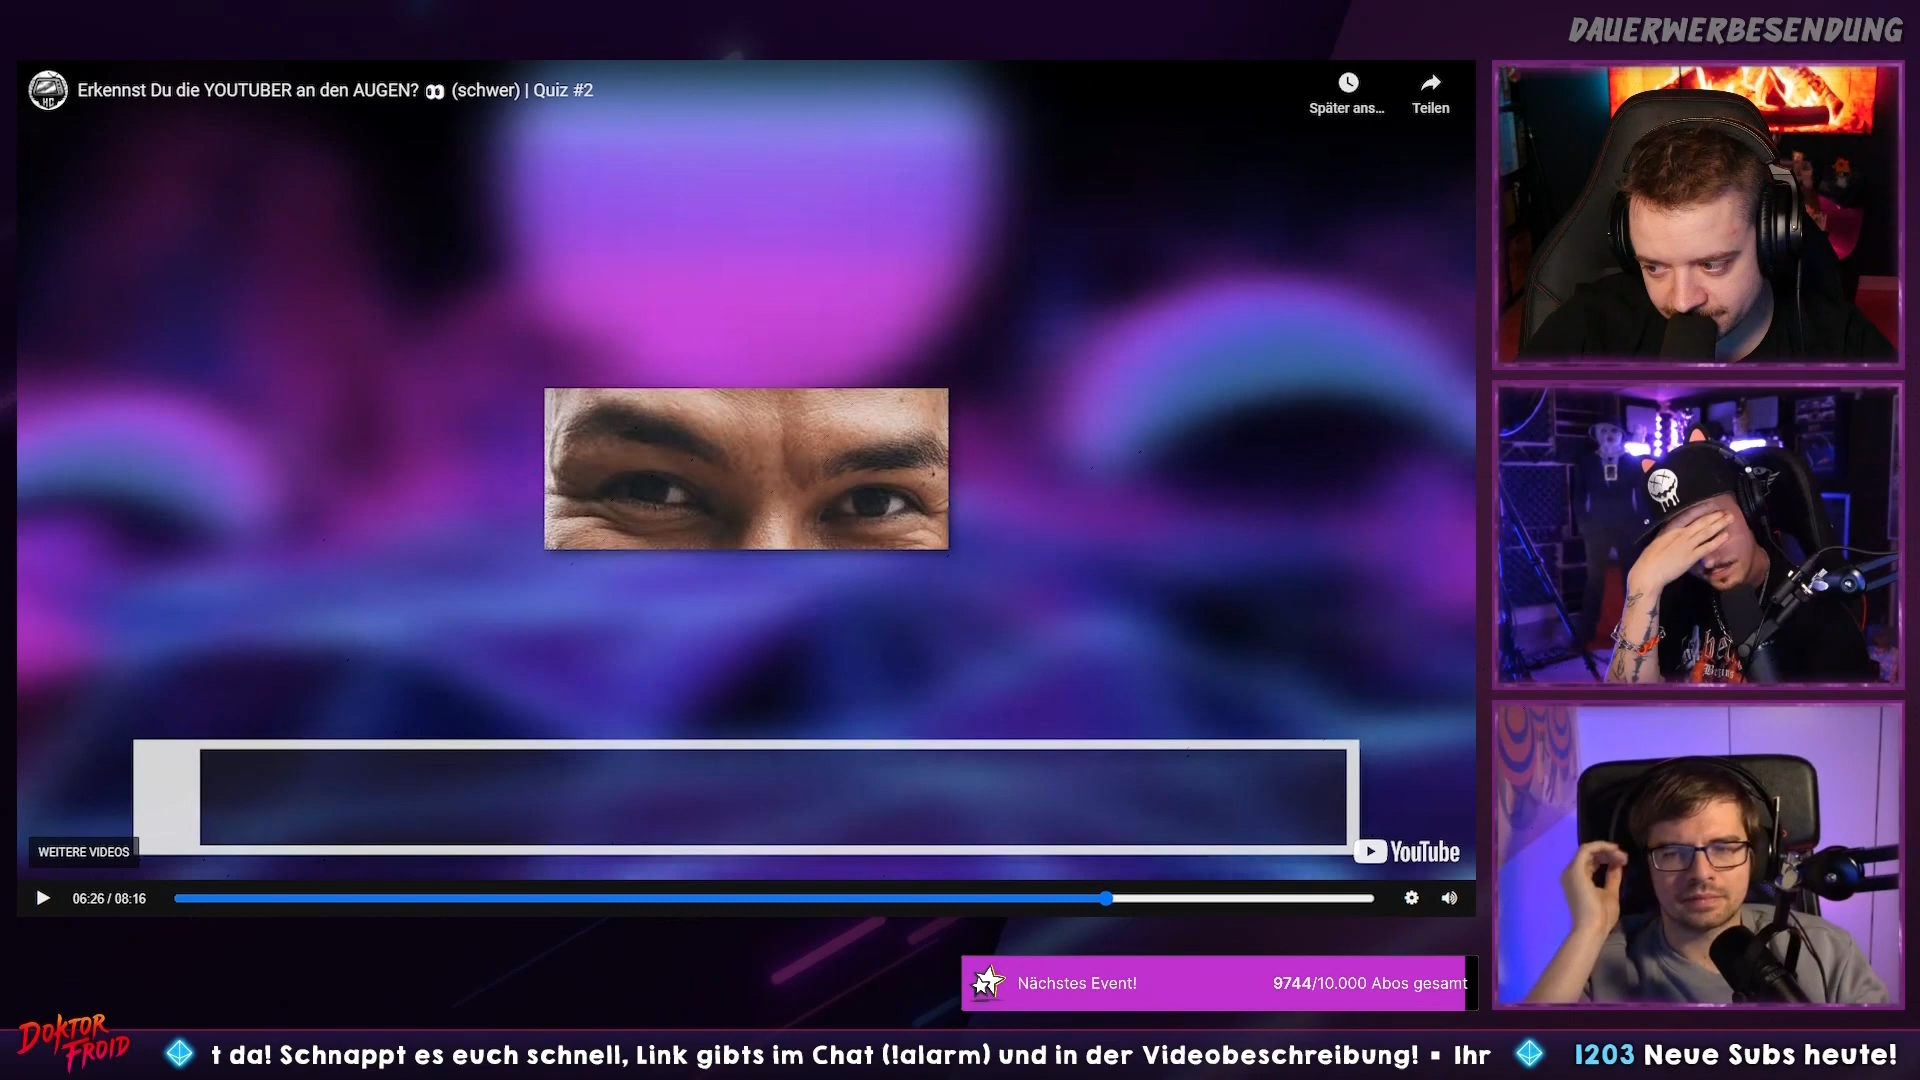 DAUERWERBESENDUNG
Erkennst Du die YOUTUBER an den AUGEN? 👀 (schwer) | Quiz #2
Später ans...
Teilen
WEITERE VIDEOS
YouTube
06:26 / 08:16
Nächstes Event!
9744/10.000 Abos gesamt
DOKTOR
FROID
t da! Schnappt es euch schnell, Link gibts im Chat (!alarm) und in der Videobeschreibung! ▪ Ihr
1203 Neue Subs heute!